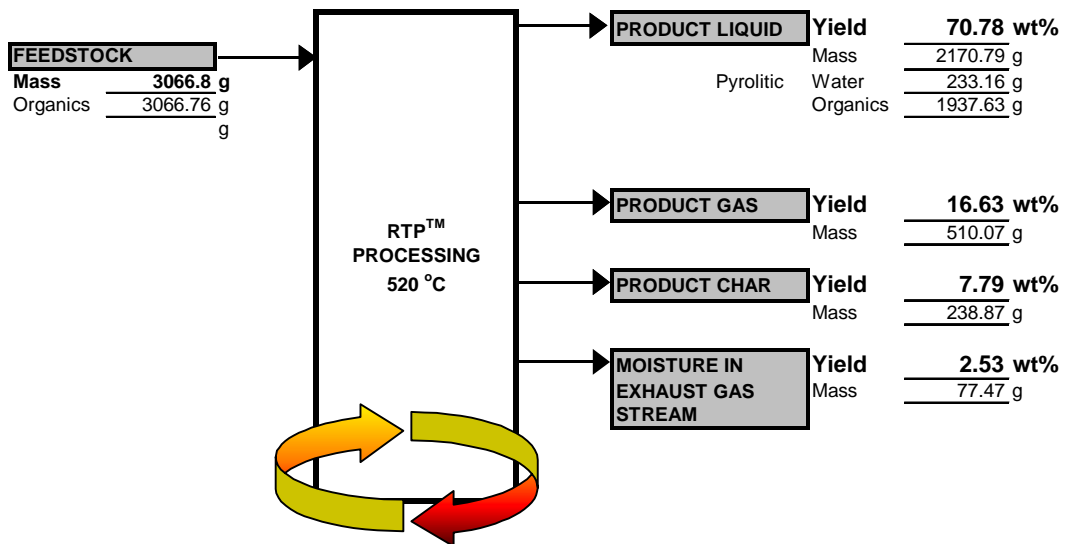 FEEDSTOCK
Mass 3066.8 g
Organics 3066.76 g
g
RTP™
PROCESSING
520 °C
PRODUCT LIQUID Yield 70.78 wt%
Mass 2170.79 g
Pyrolitic Water 233.16 g
Organics 1937.63 g
PRODUCT GAS Yield 16.63 wt%
Mass 510.07 g
PRODUCT CHAR Yield 7.79 wt%
Mass 238.87 g
MOISTURE IN Yield 2.53 wt%
EXHAUST GAS Mass 77.47 g
STREAM